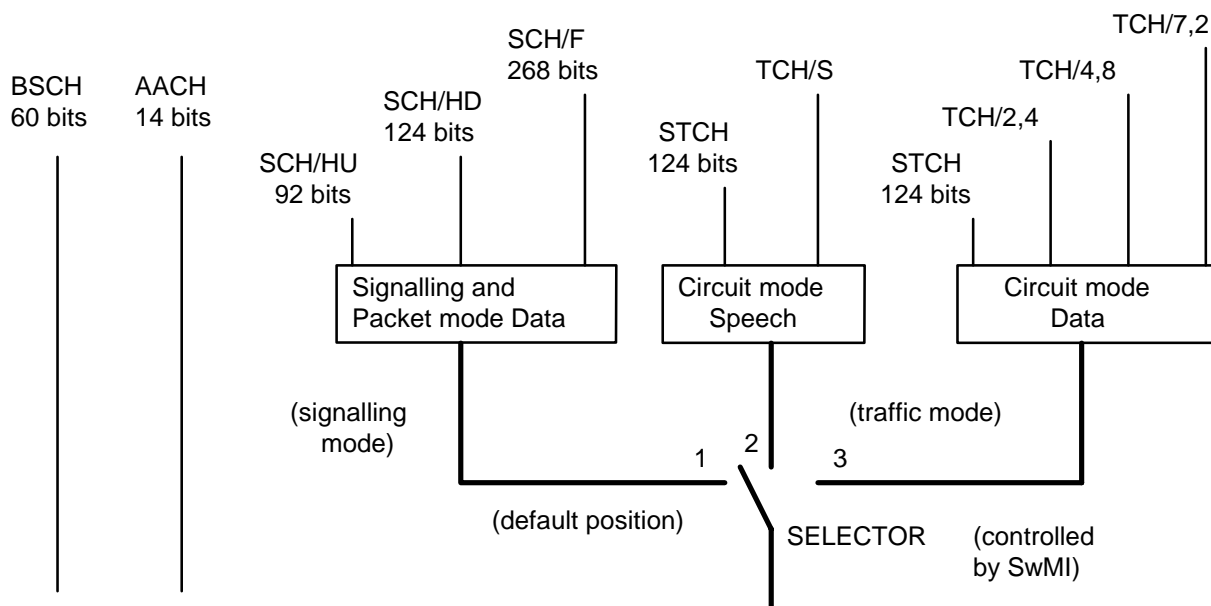 BSCH
60 bits
AACH
14 bits
SCH/HU
92 bits
SCH/HD
124 bits
SCH/F
268 bits
STCH
124 bits
TCH/S
STCH
124 bits
TCH/2,4
TCH/4,8
TCH/7,2
Signalling and
Packet mode Data
Circuit mode
Speech
Circuit mode
Data
(signalling
mode)
(traffic mode)
1
2
3
(default position)
SELECTOR
(controlled
by SwMI)